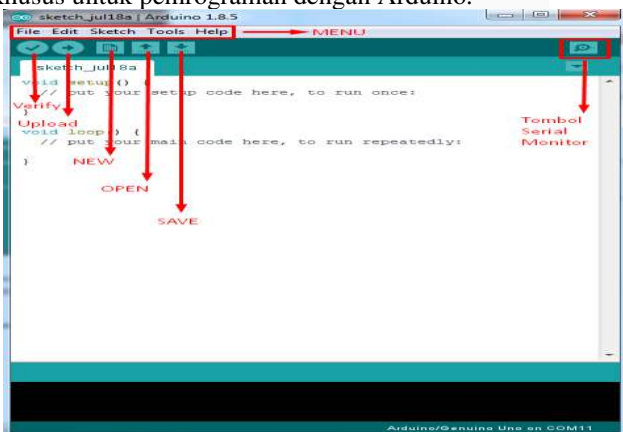 khusus untuk pemrograman dengan Arduino.
sketch_jul18a | Arduino 1.8.5
File Edit Sketch Tools Help
MENU
sketch_jul18a
void setup() {
// put your setup code here, to run once:
Verify
}
Upload
Tombol
Serial
Monitor
void loop() {
// put your main code here, to run repeatedly:
}
NEW
OPEN
SAVE
Arduino/Genuino Uno on COM11